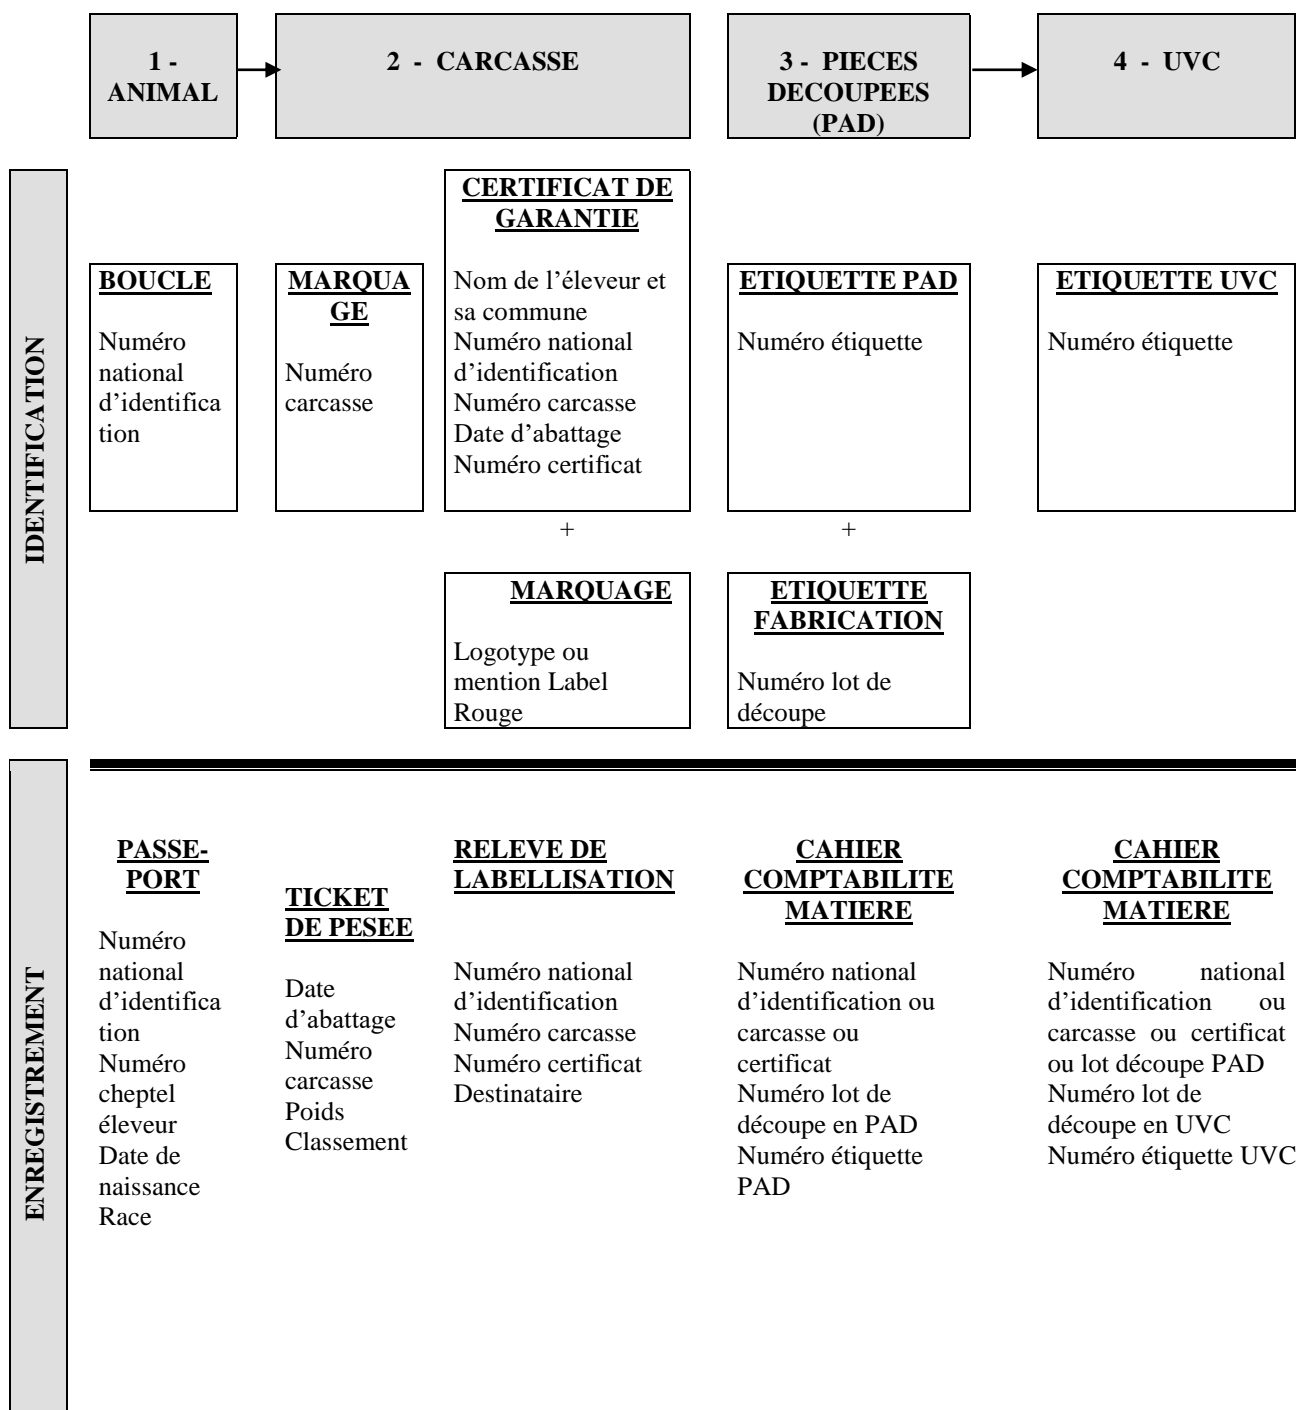 1 -
ANIMAL
2 - CARCASSE
3 - PIECES
DECOUPEES
(PAD)
4 - UVC
IDENTIFICATION
BOUCLE
Numéro
national
d’identifica
tion
MARQUA
GE
Numéro
carcasse
CERTIFICAT DE
GARANTIE
Nom de l’éleveur et
sa commune
Numéro national
d’identification
Numéro carcasse
Date d’abattage
Numéro certificat
+
MARQUAGE
Logotype ou
mention Label
Rouge
ETIQUETTE PAD
Numéro étiquette
+
ETIQUETTE
FABRICATION
Numéro lot de
découpe
ETIQUETTE UVC
Numéro étiquette
ENREGISTREMENT
PASSE-
PORT
Numéro
national
d’identifica
tion
Numéro
cheptel
éleveur
Date de
naissance
Race
TICKET
DE PESEE
Date
d’abattage
Numéro
carcasse
Poids
Classement
RELEVE DE
LABELLISATION
Numéro national
d’identification
Numéro carcasse
Numéro certificat
Destinataire
CAHIER
COMPTABILITE
MATIERE
Numéro national
d’identification ou
carcasse ou
certificat
Numéro lot de
découpe en PAD
Numéro étiquette
PAD
CAHIER
COMPTABILITE
MATIERE
Numéro national
d’identification ou
carcasse ou certificat
ou lot découpe PAD
Numéro lot de
découpe en UVC
Numéro étiquette UVC